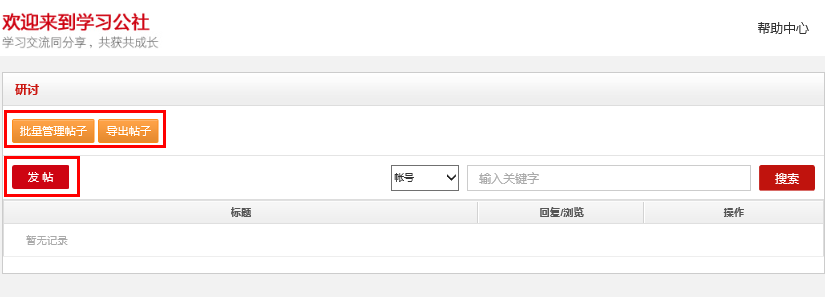 欢迎来到学习公社
学习交流同分享，共获共成长
帮助中心
研讨
批量管理帖子 导出帖子
发 帖 帐号 输入关键字 搜索
标题 回复/浏览 操作
暂无记录